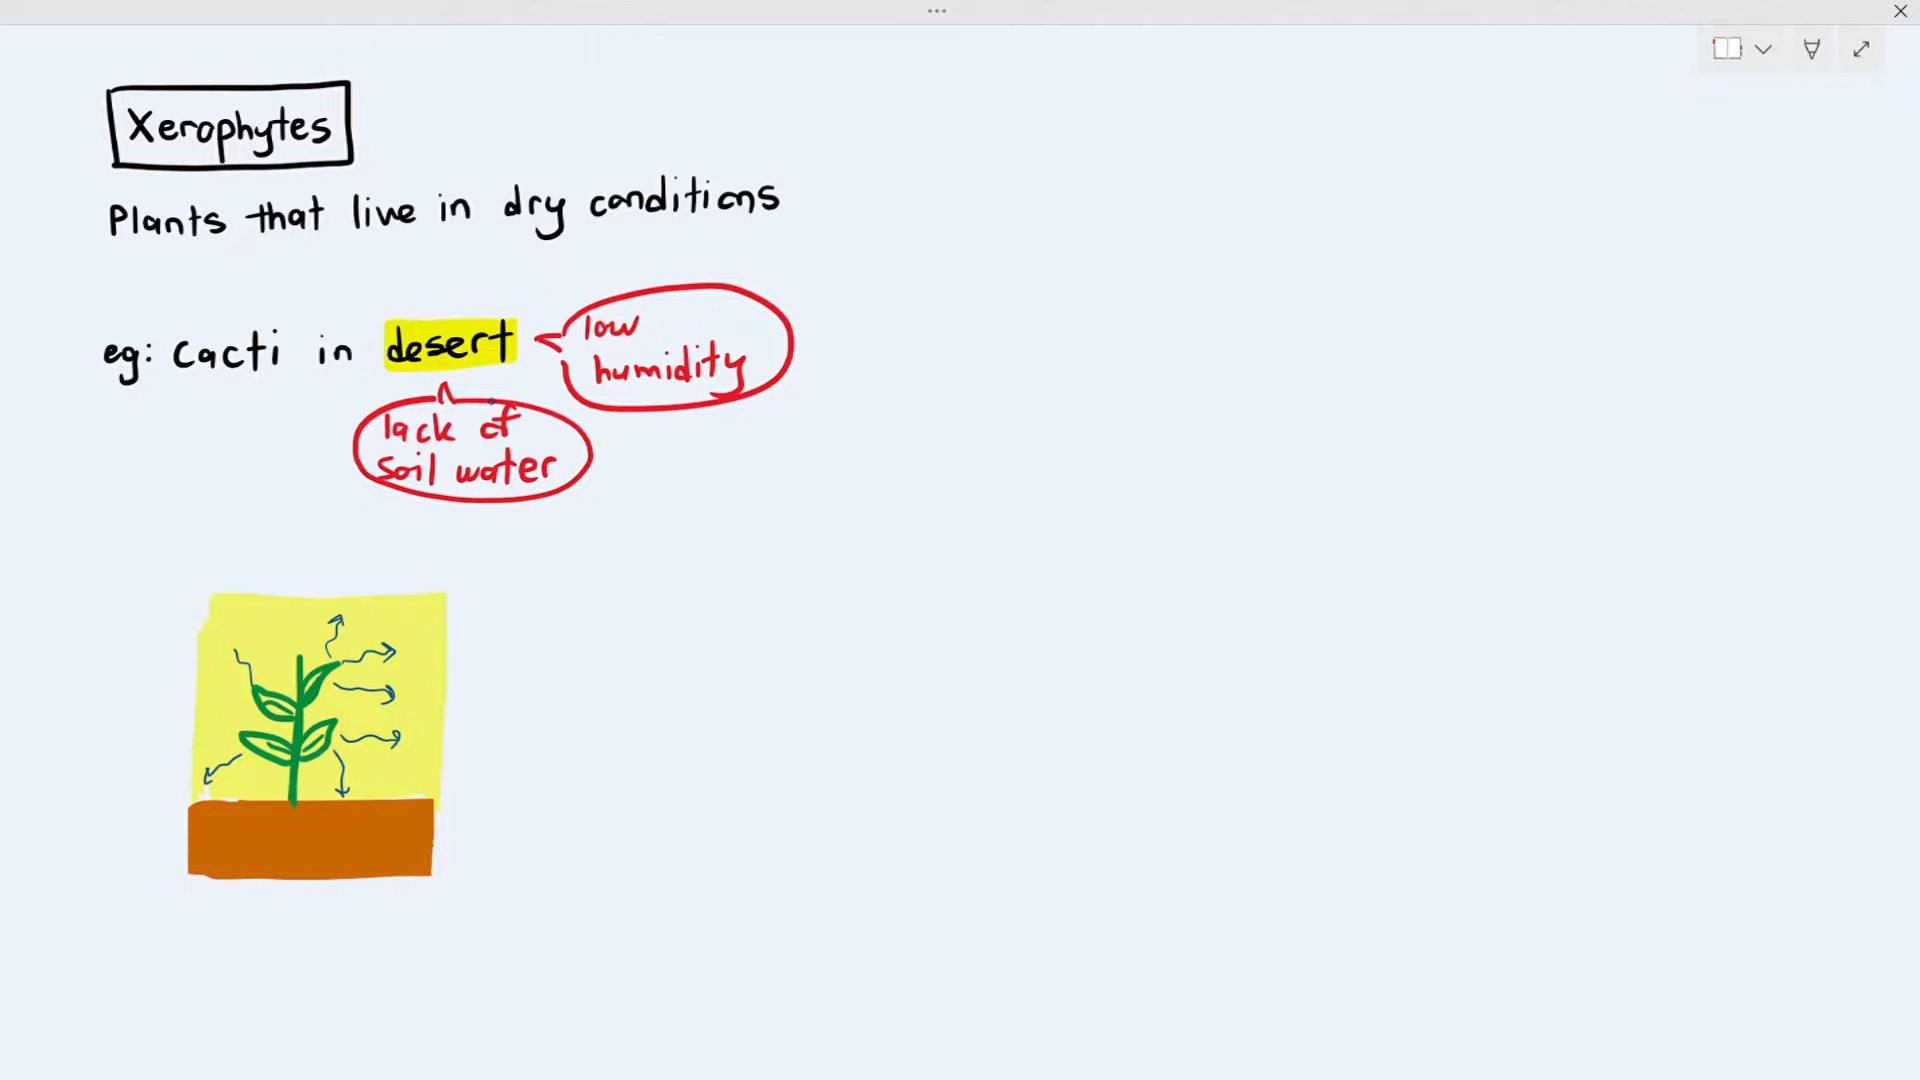 Xerophytes
Plants that live in dry conditions
eg: Cacti in desert
low
humidity
lack of
soil water